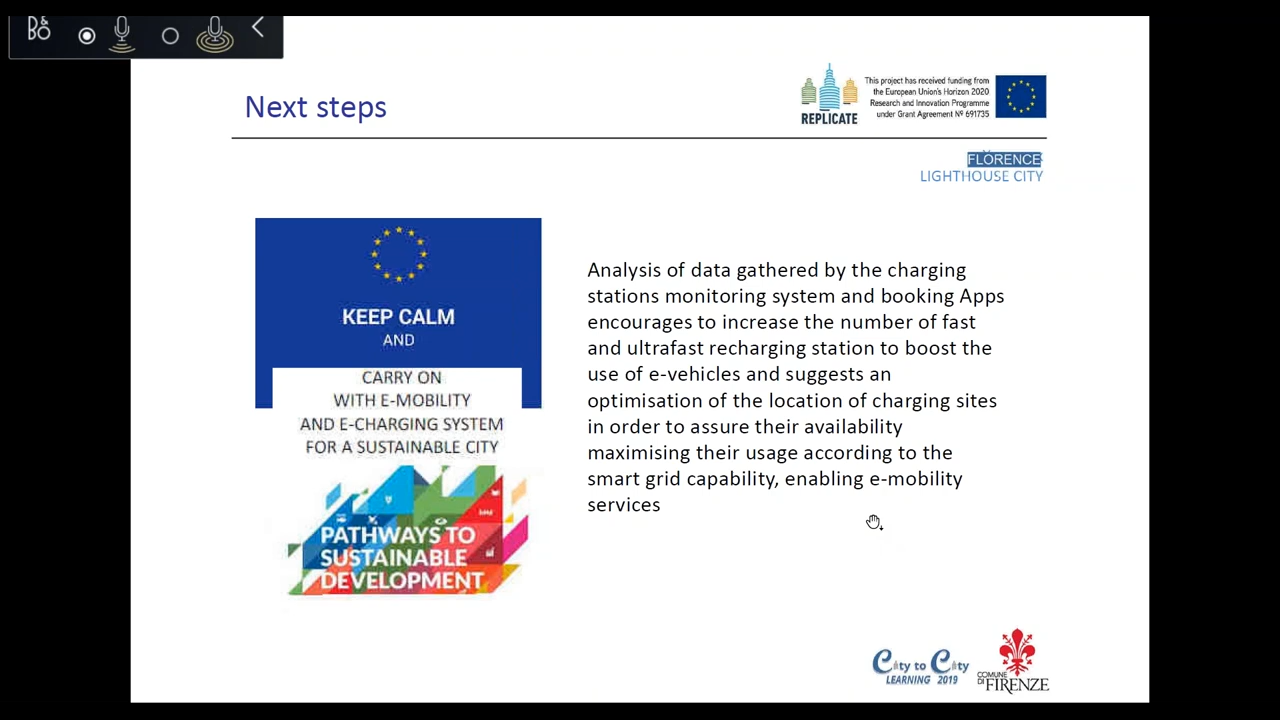 Next steps
REPLICATE
This project has received funding from
the European Union's Horizon 2020
Research and Innovation Programme
under Grant Agreement Nº 691735
FLORENCE
LIGHTHOUSE CITY
KEEP CALM
AND
CARRY ON
WITH E-MOBILITY
AND E-CHARGING SYSTEM
FOR A SUSTAINABLE CITY
PATHWAYS TO
SUSTAINABLE
DEVELOPMENT
Analysis of data gathered by the charging
stations monitoring system and booking Apps
encourages to increase the number of fast
and ultrafast recharging station to boost the
use of e-vehicles and suggests an
optimisation of the location of charging sites
in order to assure their availability
maximising their usage according to the
smart grid capability, enabling e-mobility
services
City to City
LEARNING 2019
COMUNE
DI FIRENZE